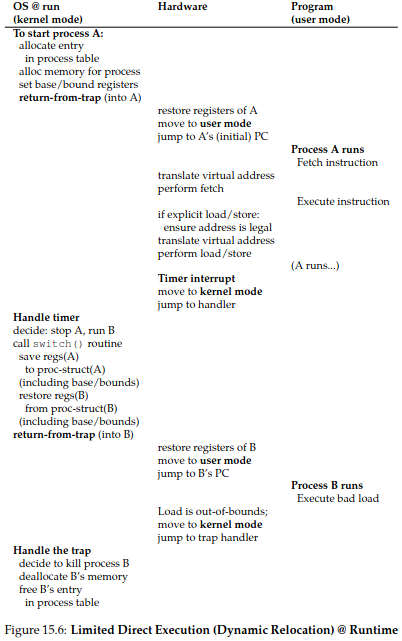 OS @ run Hardware Program
(kernel mode) (user mode)
To start process A:
allocate entry
in process table
alloc memory for process
set base/bound registers
return-from-trap (into A)
restore registers of A
move to user mode
jump to A's (initial) PC
Process A runs
Fetch instruction
translate virtual address
perform fetch
Execute instruction
if explicit load/store:
ensure address is legal
translate virtual address
perform load/store
(A runs...)
Timer interrupt
move to kernel mode
jump to handler
Handle timer
decide: stop A, run B
call switch() routine
save regs(A)
to proc-struct(A)
(including base/bounds)
restore regs(B)
from proc-struct(B)
(including base/bounds)
return-from-trap (into B)
restore registers of B
move to user mode
jump to B's PC
Process B runs
Execute bad load
Load is out-of-bounds;
move to kernel mode
jump to trap handler
Handle the trap
decide to kill process B
deallocate B's memory
free B's entry
in process table
Figure 15.6: Limited Direct Execution (Dynamic Relocation) @ Runtime